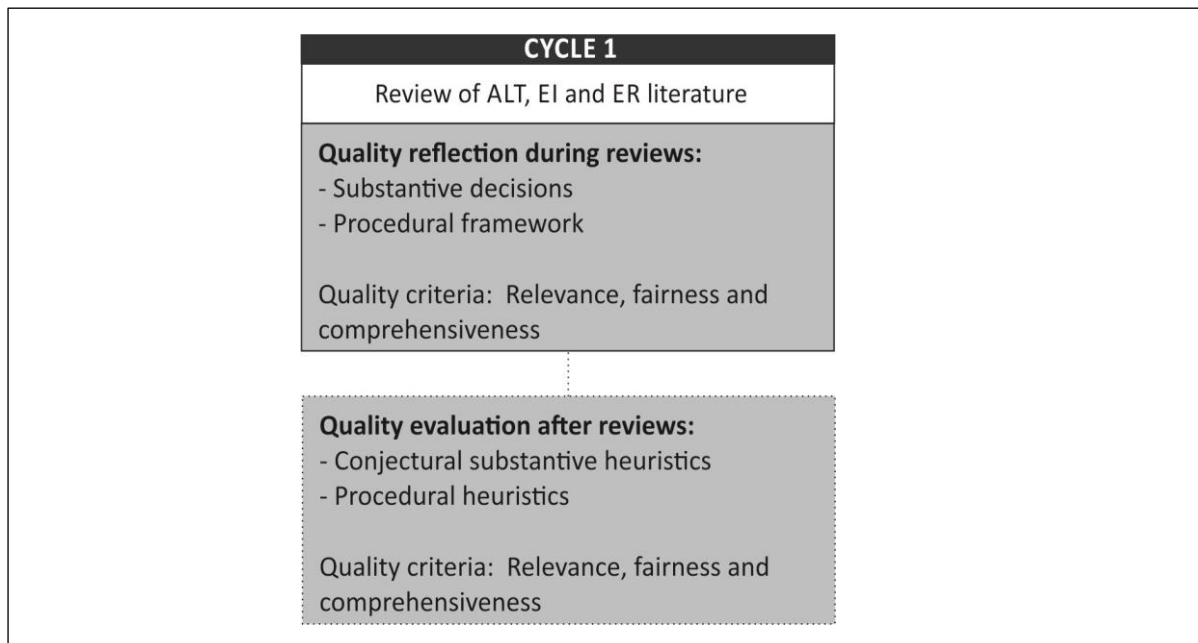 CYCLE 1
Review of ALT, EI and ER literature
Quality reflection during reviews:
- Substantive decisions
- Procedural framework
Quality criteria:  Relevance, fairness and
comprehensiveness
Quality evaluation after reviews:
- Conjectural substantive heuristics
- Procedural heuristics
Quality criteria:  Relevance, fairness and
comprehensiveness